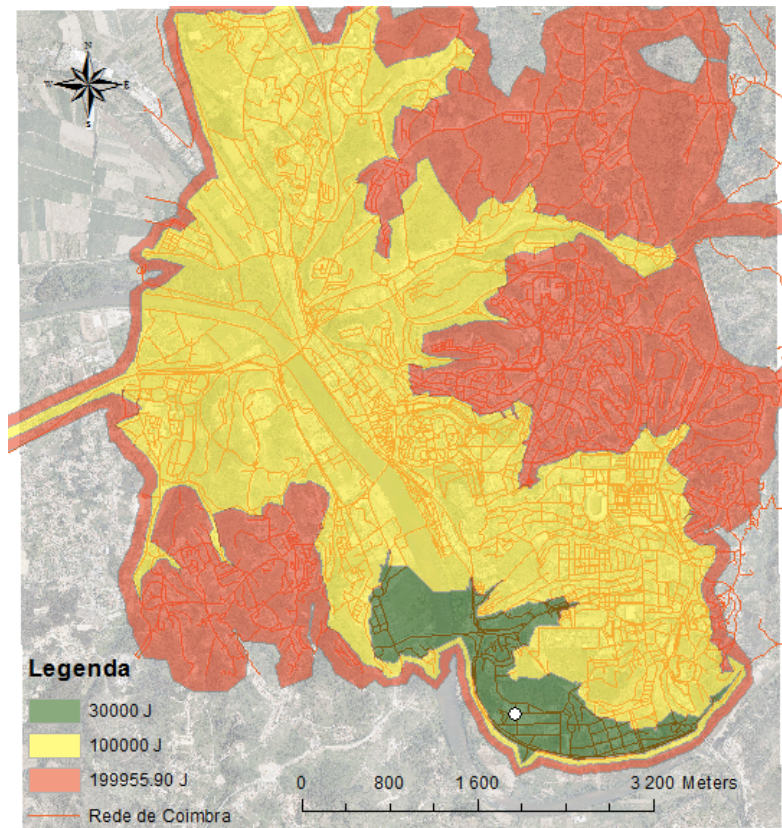 N
W E
S
Legenda
30000 J
100000 J
199955.90 J
Rede de Coimbra
0 800 1 600 3 200 Meters